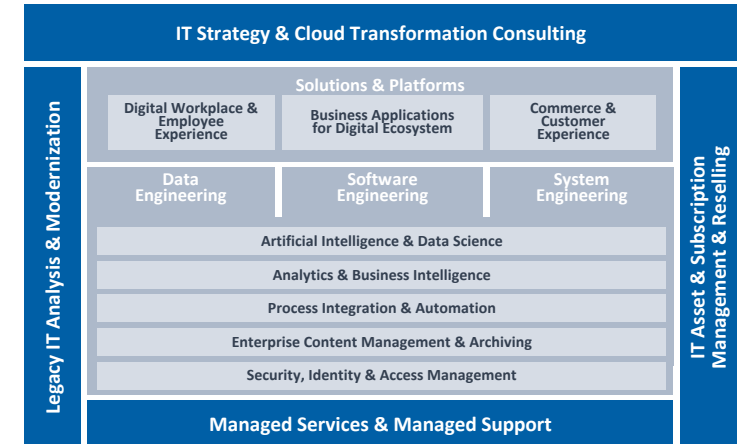 IT Strategy & Cloud Transformation Consulting
Legacy IT Analysis & Modernization
Solutions & Platforms
Digital Workplace &
Employee
Experience
Business Applications
for Digital Ecosystem
Commerce &
Customer
Experience
Data
Engineering
Software
Engineering
System
Engineering
Artificial Intelligence & Data Science
Analytics & Business Intelligence
Process Integration & Automation
Enterprise Content Management & Archiving
Security, Identity & Access Management
IT Asset & Subscription
Management & Reselling
Managed Services & Managed Support